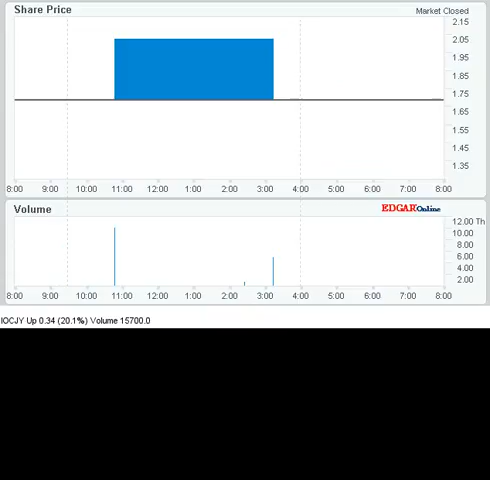 Share Price
Market Closed
2.15
2.05
1.95
1.85
1.75
1.65
1.55
1.45
1.35
8:00 9:10 10:00 11:00 12:00 1:00 2:00 3:00 4:00 5:00 6:00 7:00 8:00
Volume
EDGAR Online
12.00 Th
10.00
8.00
6.00
4.00
2.00
8:00 9:10 10:00 11:00 12:00 1:00 2:00 3:00 4:00 5:00 6:00 7:00 8:00
IOCJY Up 0.34 (20.1%) Volume 15700.0